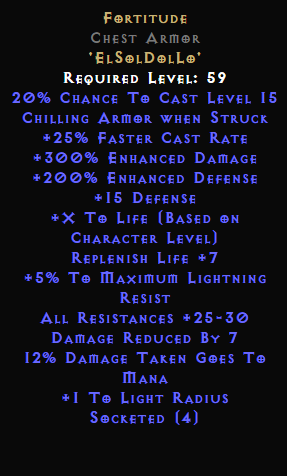 Fortitude
Chest Armor
'ElSolDolLo'
Required Level: 59
20% Chance To Cast Level 15
Chilling Armor when Struck
+25% Faster Cast Rate
+300% Enhanced Damage
+200% Enhanced Defense
+15 Defense
+X To Life (Based on
Character Level)
Replenish Life +7
+5% To Maximum Lightning
Resist
All Resistances +25-30
Damage Reduced By 7
12% Damage Taken Goes To
Mana
+1 To Light Radius
Socketed (4)